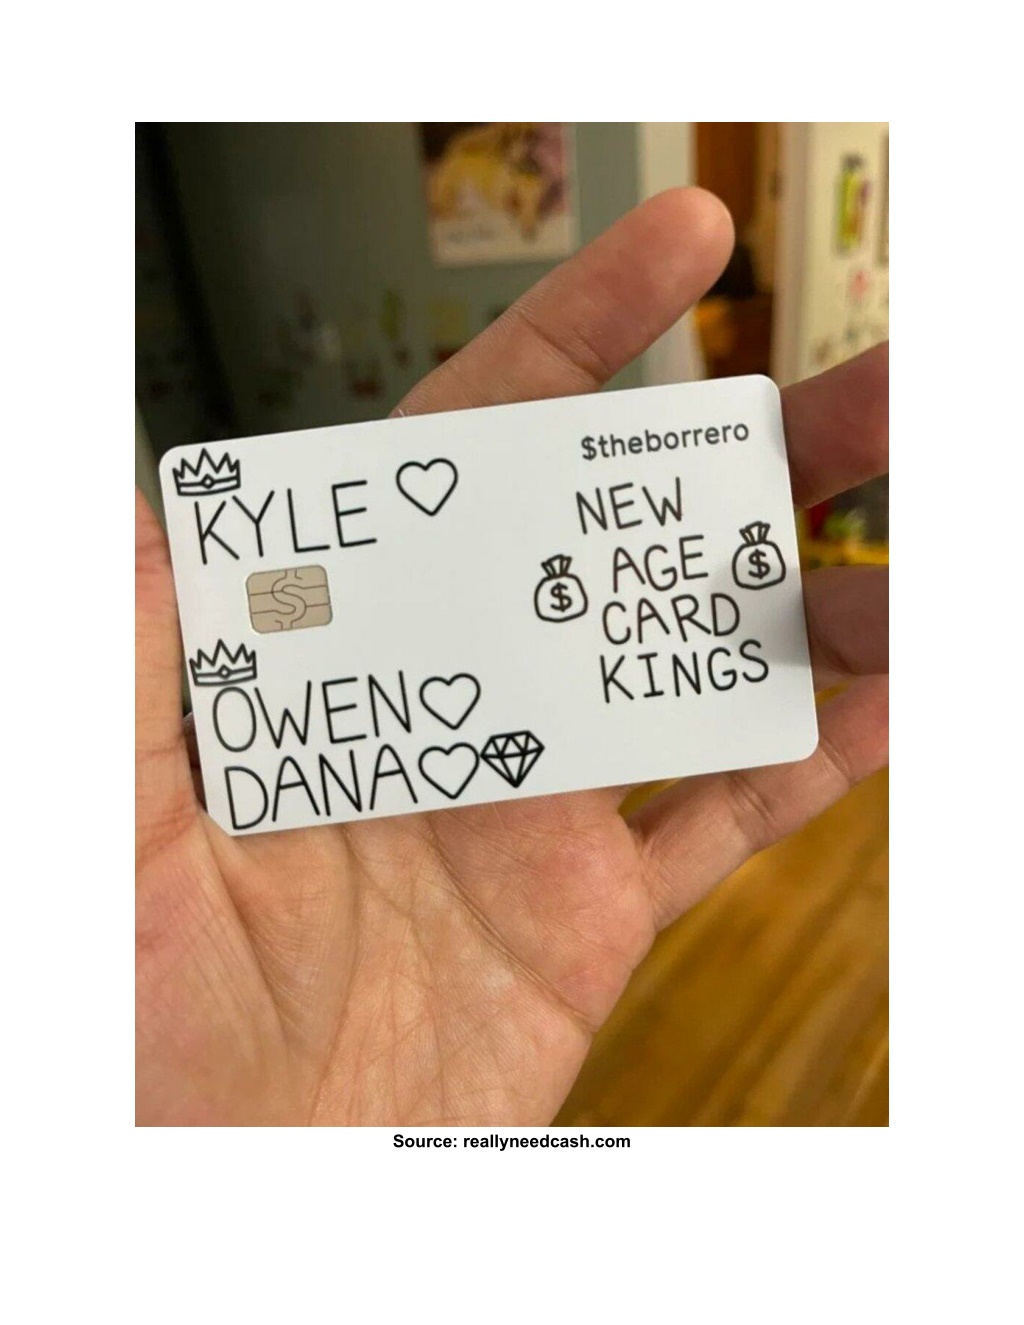 $theborrero
KYLE
NEW
AGE
CARD
KINGS
$
$
$
OWEN
DANA
Source: reallyneedcash.com